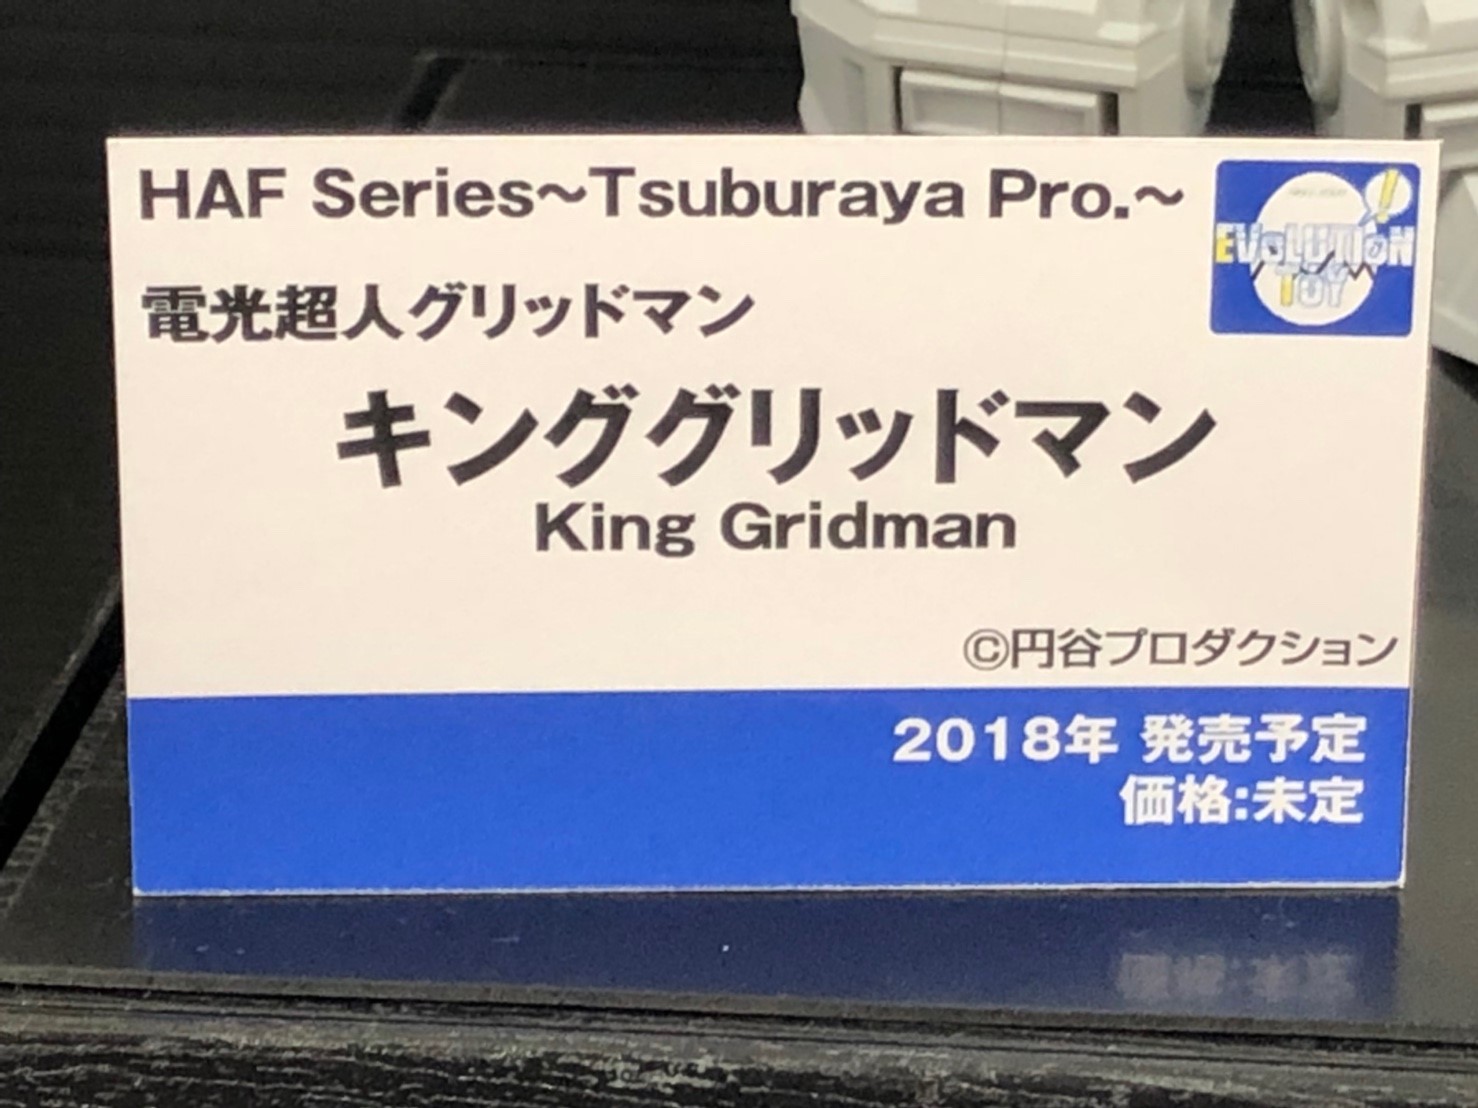 HAF Series~Tsuburaya Pro.~
EVOLUTION
TOY
電光超人グリッドマン
キンググリッドマン
King Gridman
©円谷プロダクション
2018年 発売予定
価格:未定